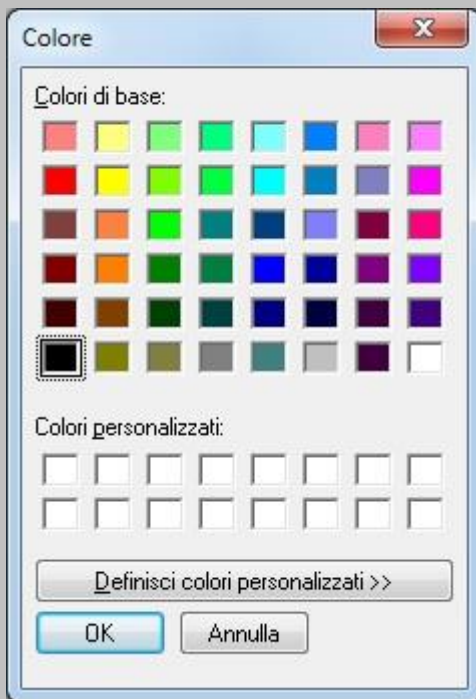 Colore
Colori di base:
Colori personalizzati:
Definisci colori personalizzati >>
OK
Annulla